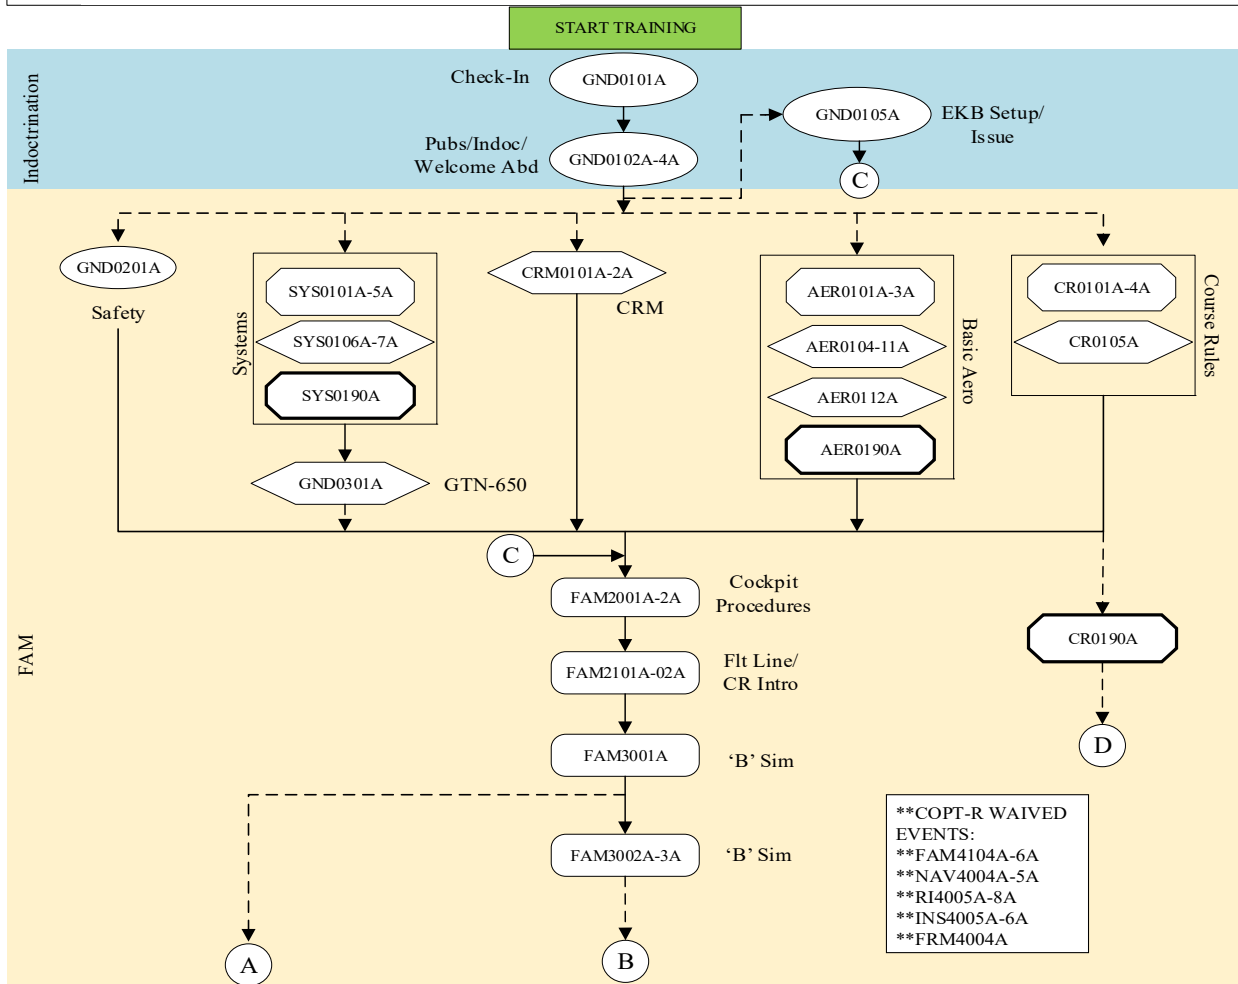 START TRAINING
Indoctrination
Check-In
GND0101A
GND0105A
EKB Setup/
Issue
Pubs/Indoc/
Welcome Abd
GND0102A-4A
C
GND0201A
Safety
Systems
SYS0101A-5A
SYS0106A-7A
SYS0190A
GND0301A
GTN-650
CRM0101A-2A
CRM
AER0101A-3A
AER0104-11A
AER0112A
AER0190A
Basic Aero
CR0101A-4A
CR0105A
Course Rules
C
FAM
FAM2001A-2A
Cockpit
Procedures
CR0190A
FAM2101A-02A
Flt Line/
CR Intro
D
FAM3001A
‘B’ Sim
FAM3002A-3A
‘B’ Sim
**COPT-R WAIVED
EVENTS:
**FAM4104A-6A
**NAV4004A-5A
**RI4005A-8A
**INS4005A-6A
**FRM4004A
A
B